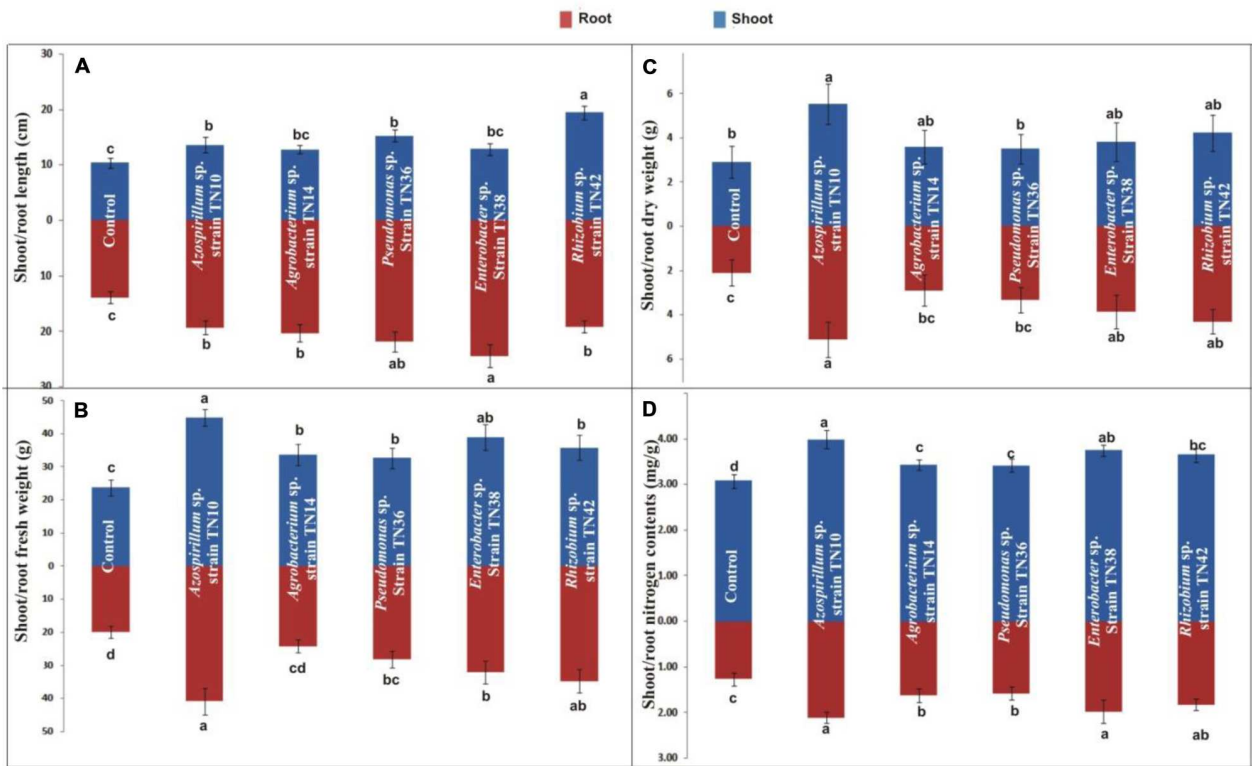 Root
Shoot
A
Shoot/root length (cm)
30
20
10
0
10
20
30
c
b
bc
b
bc
a
Control
Azospirillum sp.
strain TN10
Agrobacterium sp.
strain TN14
Pseudomonas sp.
Strain TN36
Enterobacter sp.
Strain TN38
Rhizobium sp.
strain TN42
c
b
b
ab
a
b
C
Shoot/root dry weight (g)
6
4
2
0
2
4
6
b
a
ab
b
ab
ab
Control
Azospirillum sp.
strain TN10
Agrobacterium sp.
strain TN14
Pseudomonas sp.
Strain TN36
Enterobacter sp.
Strain TN38
Rhizobium sp.
strain TN42
c
a
bc
bc
ab
ab
B
Shoot/root fresh weight (g)
50
40
30
20
10
0
10
20
30
40
50
c
a
b
b
ab
b
Control
Azospirillum sp.
strain TN10
Agrobacterium sp.
strain TN14
Pseudomonas sp.
Strain TN36
Enterobacter sp.
Strain TN38
Rhizobium sp.
strain TN42
d
a
cd
bc
b
ab
D
Shoot/root nitrogen contents (mg/g)
4.00
3.00
2.00
1.00
0.00
1.00
2.00
3.00
d
a
c
c
ab
bc
Control
Azospirillum sp.
strain TN10
Agrobacterium sp.
strain TN14
Pseudomonas sp.
Strain TN36
Enterobacter sp.
Strain TN38
Rhizobium sp.
strain TN42
c
a
b
b
a
ab